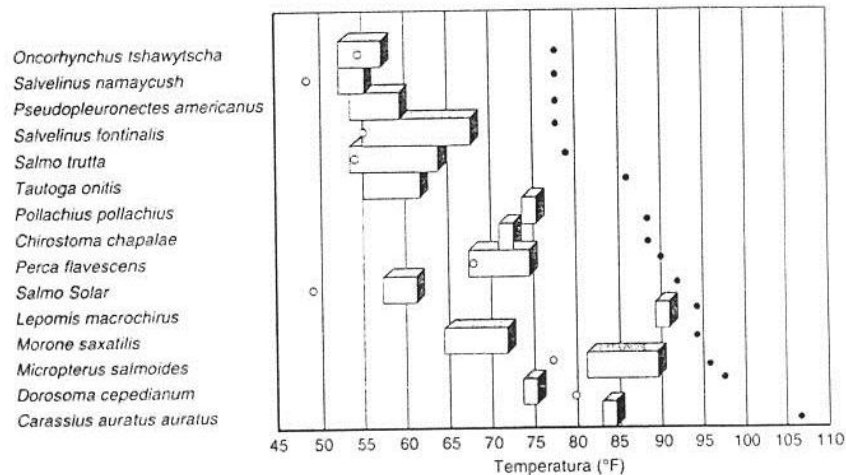 Oncorhynchus tshawytscha
Salvelinus namaycush
Pseudopleuronectes americanus
Salvelinus fontinalis
Salmo trutta
Tautoga onitis
Pollachius pollachius
Chirostoma chapalae
Perca flavescens
Salmo Solar
Lepomis macrochirus
Morone saxatilis
Micropterus salmoides
Dorosoma cepedianum
Carassius auratus auratus
45 50 55 60 65 70 75 80 85 90 95 100 105 110
Temperatura (°F)